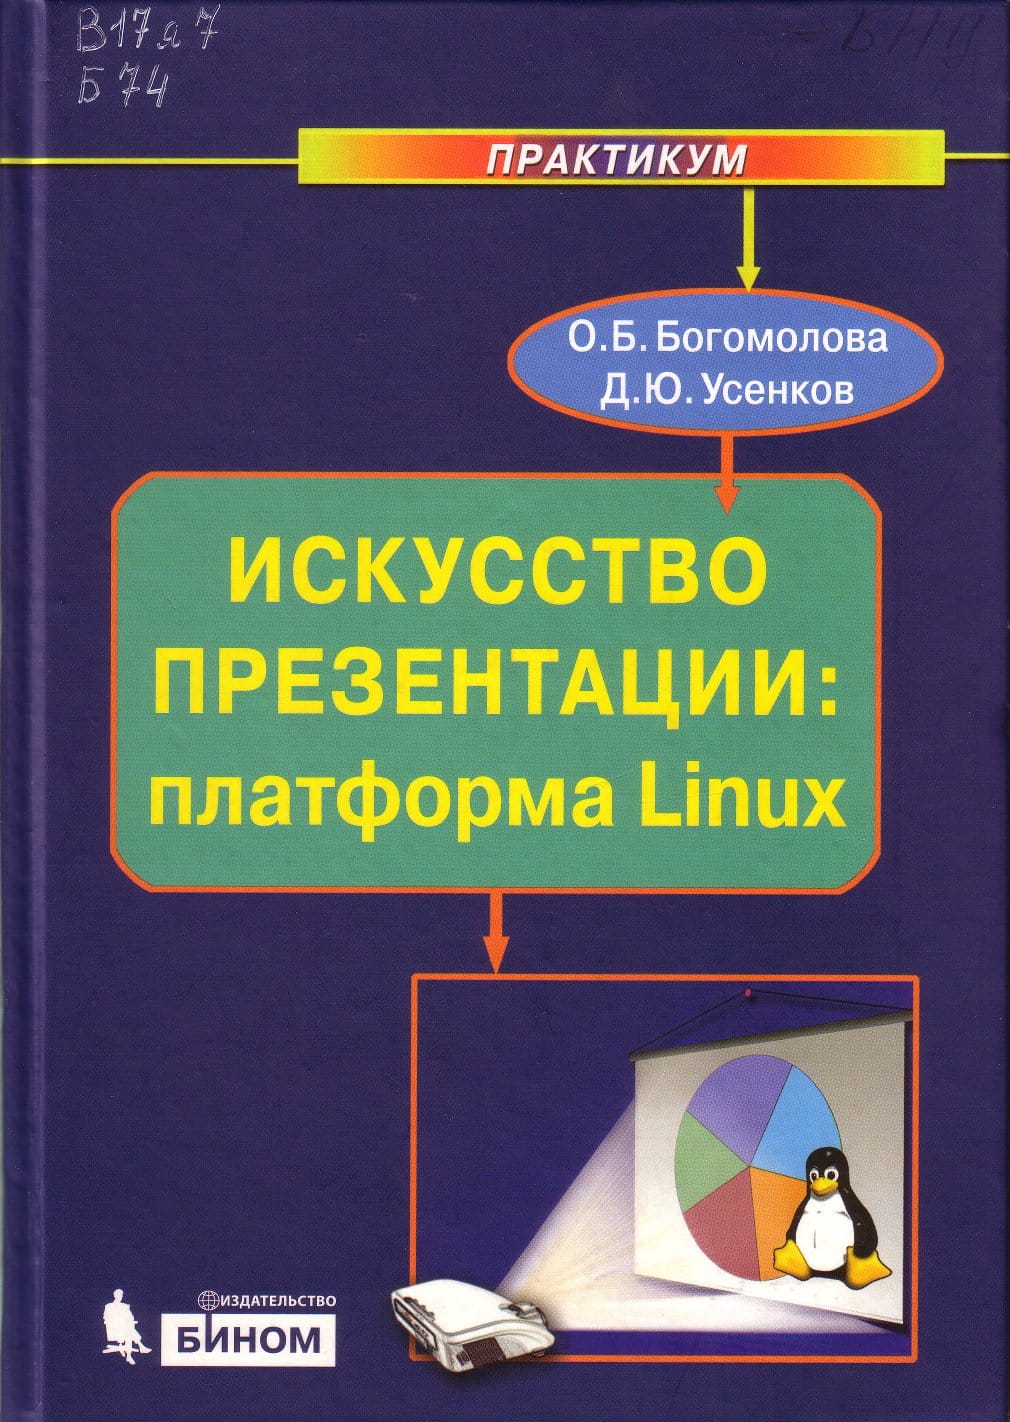 В17я7
Б74
ПРАКТИКУМ
О.Б. Богомолова
Д.Ю. Усенков
ИСКУССТВО
ПРЕЗЕНТАЦИИ:
платформа Linux
ИЗДАТЕЛЬСТВО
БИНОМ